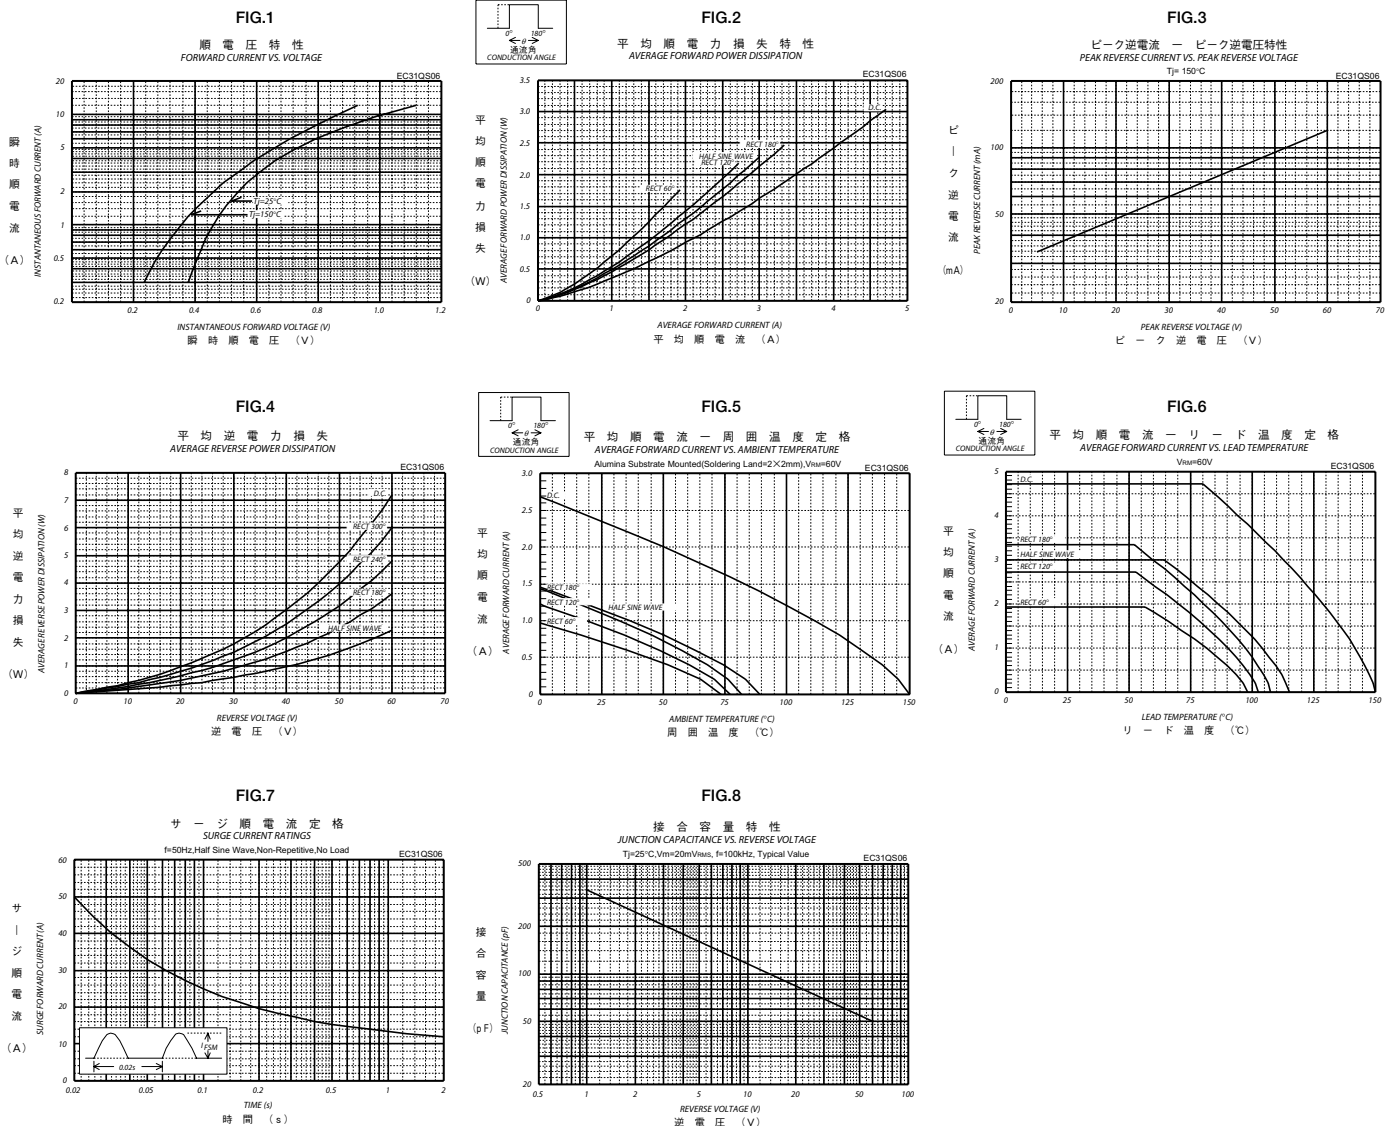 FIG.1
順電圧特性
FORWARD CURRENT VS. VOLTAGE
EC31QS06
瞬時順電流 (A)
INSTANTANEOUS FORWARD CURRENT (A)
20
10
5
2
1
0.5
0.2
Tj=25°C
Tj=150°C
0.2 0.4 0.6 0.8 1.0 1.2
INSTANTANEOUS FORWARD VOLTAGE (V)
瞬時順電圧 (V)
0° 180°
θ
通流角
CONDUCTION ANGLE
FIG.2
平均順電力損失特性
AVERAGE FORWARD POWER DISSIPATION
EC31QS06
平均順電力損失 (W)
AVERAGE FORWARD POWER DISSIPATION (W)
3.5
3.0
2.5
2.0
1.5
1.0
0.5
0
D.C.
RECT 180°
HALF SINE WAVE
RECT 120°
RECT 60°
0 1 2 3 4 5
AVERAGE FORWARD CURRENT (A)
平均順電流 (A)
FIG.3
ピーク逆電流 ー ピーク逆電圧特性
PEAK REVERSE CURRENT VS. PEAK REVERSE VOLTAGE
Tj= 150°C
EC31QS06
ピーク逆電流 (mA)
PEAK REVERSE CURRENT (mA)
200
100
50
20
0 10 20 30 40 50 60 70
PEAK REVERSE VOLTAGE (V)
ピーク逆電圧 (V)
FIG.4
平均逆電力損失
AVERAGE REVERSE POWER DISSIPATION
EC31QS06
平均逆電力損失 (W)
AVERAGE REVERSE POWER DISSIPATION (W)
8
7
6
5
4
3
2
1
0
D.C.
RECT 300°
RECT 240°
RECT 180°
HALF SINE WAVE
0 10 20 30 40 50 60 70
REVERSE VOLTAGE (V)
逆電圧 (V)
0° 180°
θ
通流角
CONDUCTION ANGLE
FIG.5
平均順電流ー周囲温度定格
AVERAGE FORWARD CURRENT VS. AMBIENT TEMPERATURE
Alumina Substrate Mounted(Soldering Land=2×2mm),VRM=60V
EC31QS06
平均順電流 (A)
AVERAGE FORWARD CURRENT (A)
3.0
2.5
2.0
1.5
1.0
0.5
0
D.C.
RECT 180°
HALF SINE WAVE
RECT 120°
RECT 60°
0 25 50 75 100 125 150
AMBIENT TEMPERATURE (°C)
周囲温度 (℃)
0° 180°
θ
通流角
CONDUCTION ANGLE
FIG.6
平均順電流ーリード温度定格
AVERAGE FORWARD CURRENT VS. LEAD TEMPERATURE
VRM=60V
EC31QS06
平均順電流 (A)
AVERAGE FORWARD CURRENT (A)
5
4
3
2
1
0
D.C.
RECT 180°
HALF SINE WAVE
RECT 120°
RECT 60°
0 25 50 75 100 125 150
LEAD TEMPERATURE (°C)
リード温度 (℃)
FIG.7
サージ順電流定格
SURGE CURRENT RATINGS
f=50Hz,Half Sine Wave,Non-Repetitive,No Load
EC31QS06
サージ順電流 (A)
SURGE FORWARD CURRENT (A)
60
50
40
30
20
10
0
IFSM
0.02s
0.02 0.05 0.1 0.2 0.5 1 2
TIME (s)
時間 (s)
FIG.8
接合容量特性
JUNCTION CAPACITANCE VS. REVERSE VOLTAGE
Tj=25°C,Vm=20mVRMS, f=100kHz, Typical Value
EC31QS06
接合容量 (pF)
JUNCTION CAPACITANCE (pF)
500
200
100
50
20
0.5 1 2 5 10 20 50 100
REVERSE VOLTAGE (V)
逆電圧 (V)